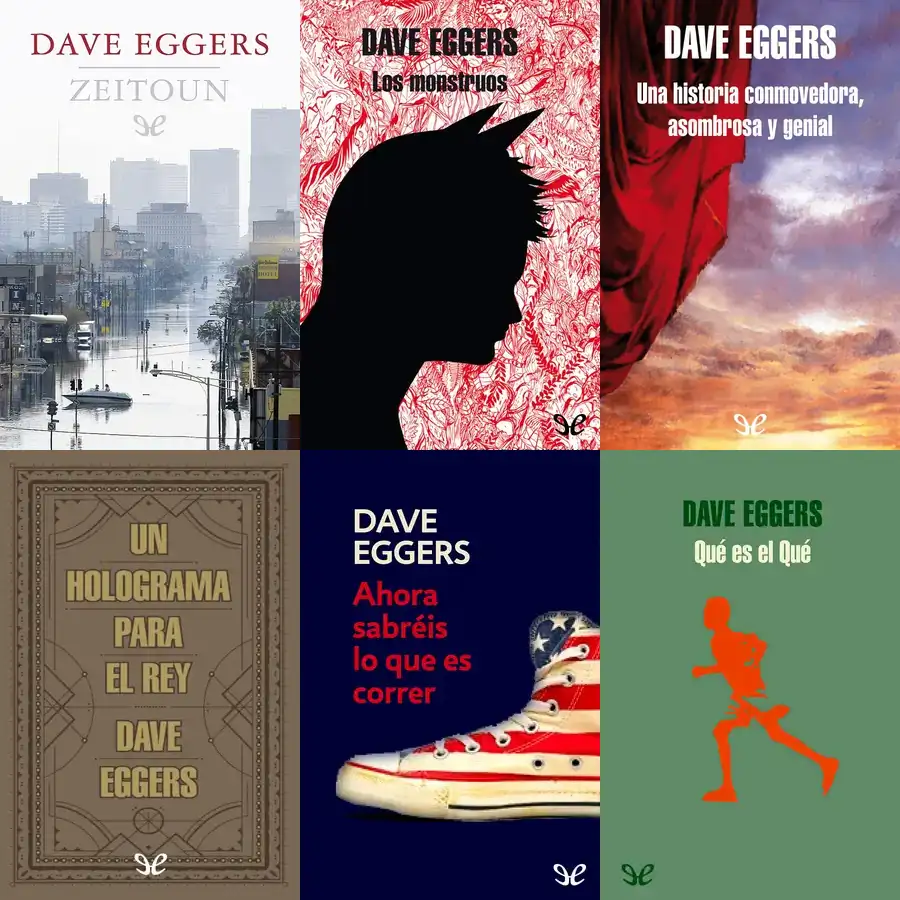 DAVE EGGERS
ZEITOUN
DAVE EGGERS
Los monstruos
DAVE EGGERS
Una historia conmovedora,
asombrosa y genial
UN
HOLOGRAMA
PARA
EL REY
DAVE
EGGERS
DAVE
EGGERS
Ahora
sabréis
lo que es
correr
DAVE EGGERS
Qué es el Qué